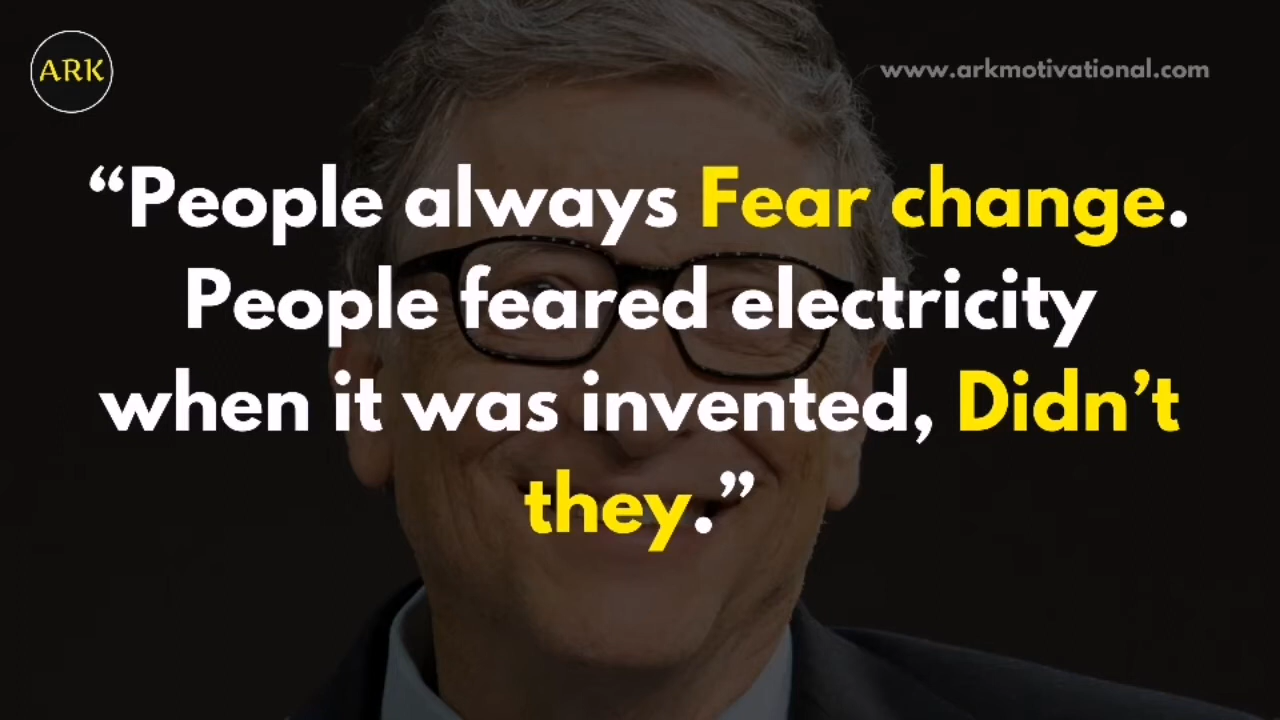 ARK
www.arkmotivational.com
“People always Fear change.
People feared electricity
when it was invented, Didn’t
they.”